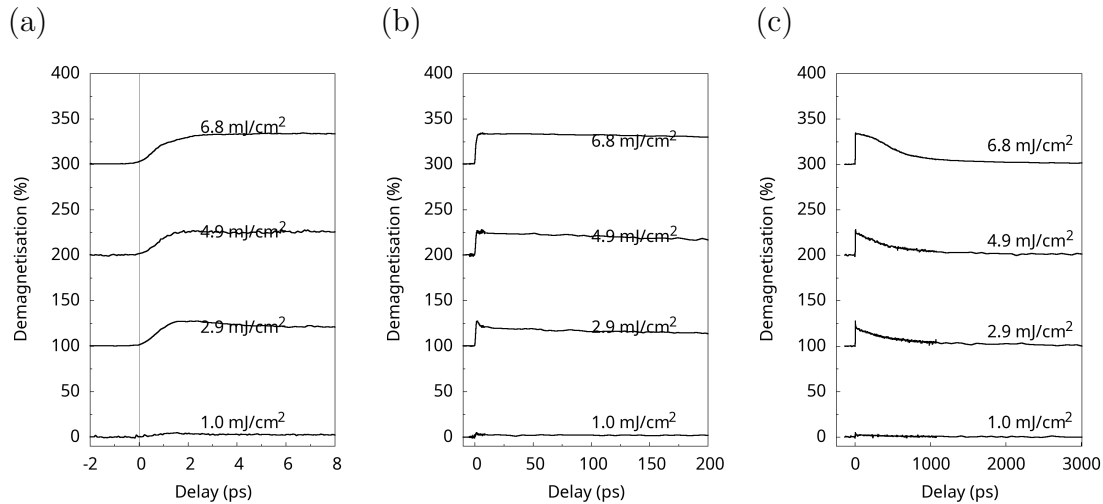 (a)
400
350
300
250
200
150
100
50
0
Demagnetisation (%)
6.8 mJ/cm²
4.9 mJ/cm²
2.9 mJ/cm²
1.0 mJ/cm²
-2 0 2 4 6 8
Delay (ps)
(b)
400
350
300
250
200
150
100
50
0
Demagnetisation (%)
6.8 mJ/cm²
4.9 mJ/cm²
2.9 mJ/cm²
1.0 mJ/cm²
0 50 100 150 200
Delay (ps)
(c)
400
350
300
250
200
150
100
50
0
Demagnetisation (%)
6.8 mJ/cm²
4.9 mJ/cm²
2.9 mJ/cm²
1.0 mJ/cm²
0 1000 2000 3000
Delay (ps)